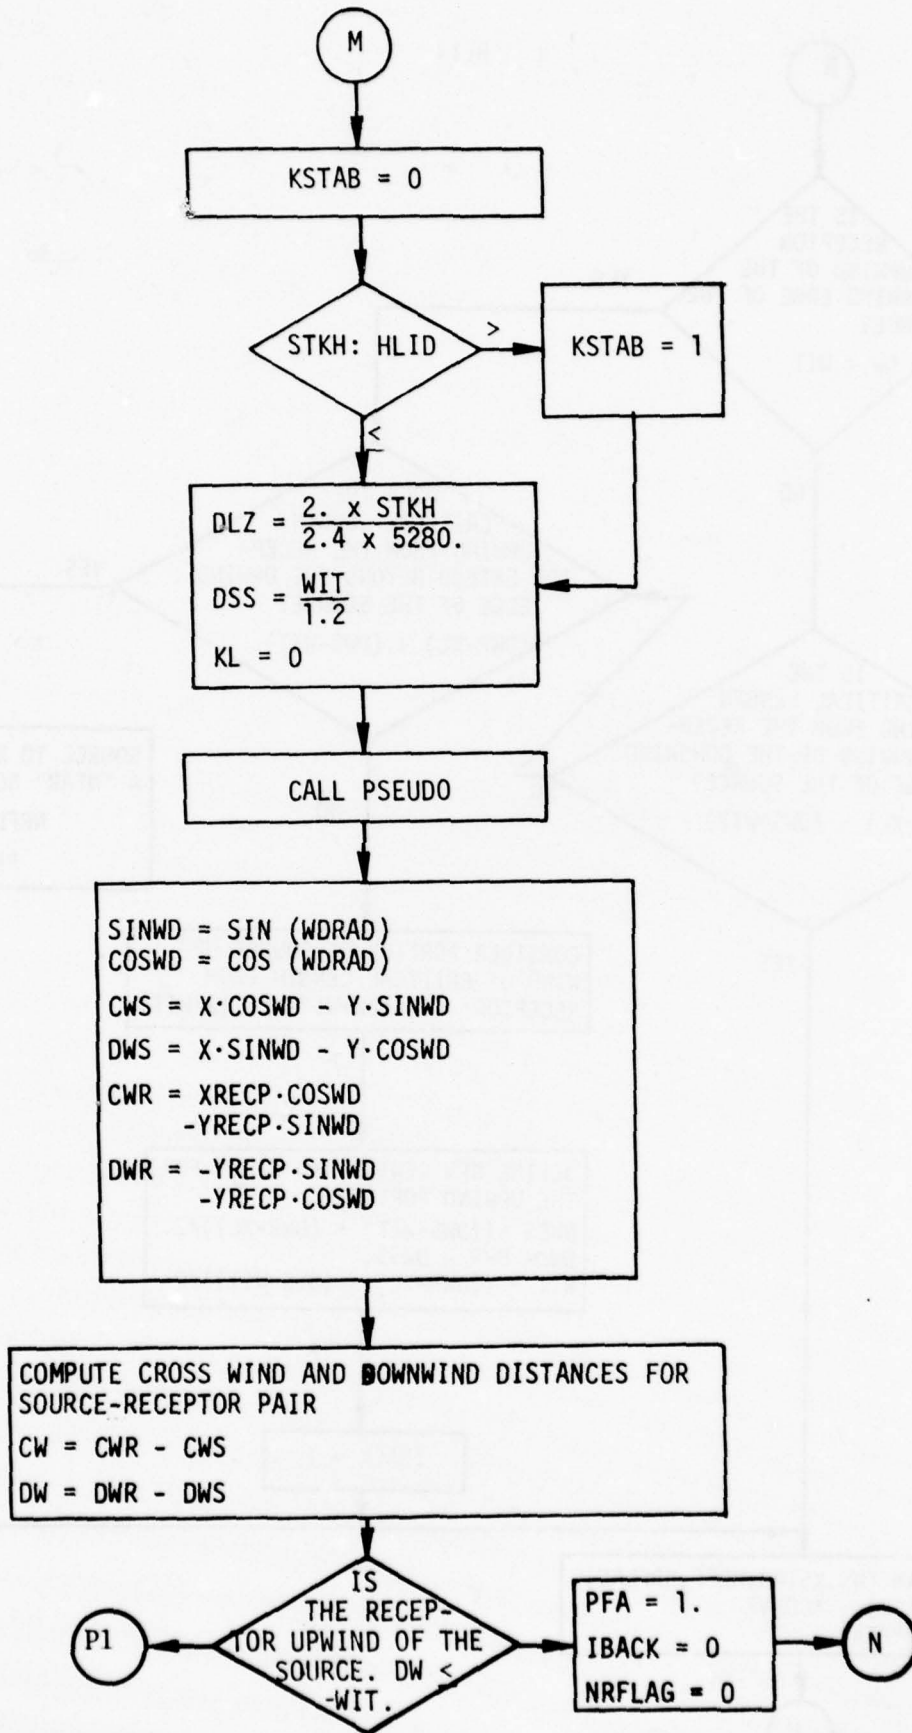 M
KSTAB = 0
STKH: HLID
>
KSTAB = 1
≤
DLZ = 2. x STKH
2.4 x 5280.
DSS = WIT
1.2
KL = 0
CALL PSEUDO
SINWD = SIN (WDRAD)
COSWD = COS (WDRAD)
CWS = X·COSWD - Y·SINWD
DWS = X·SINWD - Y·COSWD
CWR = XRECP·COSWD
-YRECP·SINWD
DWR = -YRECP·SINWD
-YRECP·COSWD
COMPUTE CROSS WIND AND DOWNWIND DISTANCES FOR
SOURCE-RECEPTOR PAIR
CW = CWR - CWS
DW = DWR - DWS
IS
THE RECEP-
TOR UPWIND OF THE
SOURCE. DW ≤
-WIT.
P1
PFA = 1.
IBACK = 0
NRFLAG = 0
N